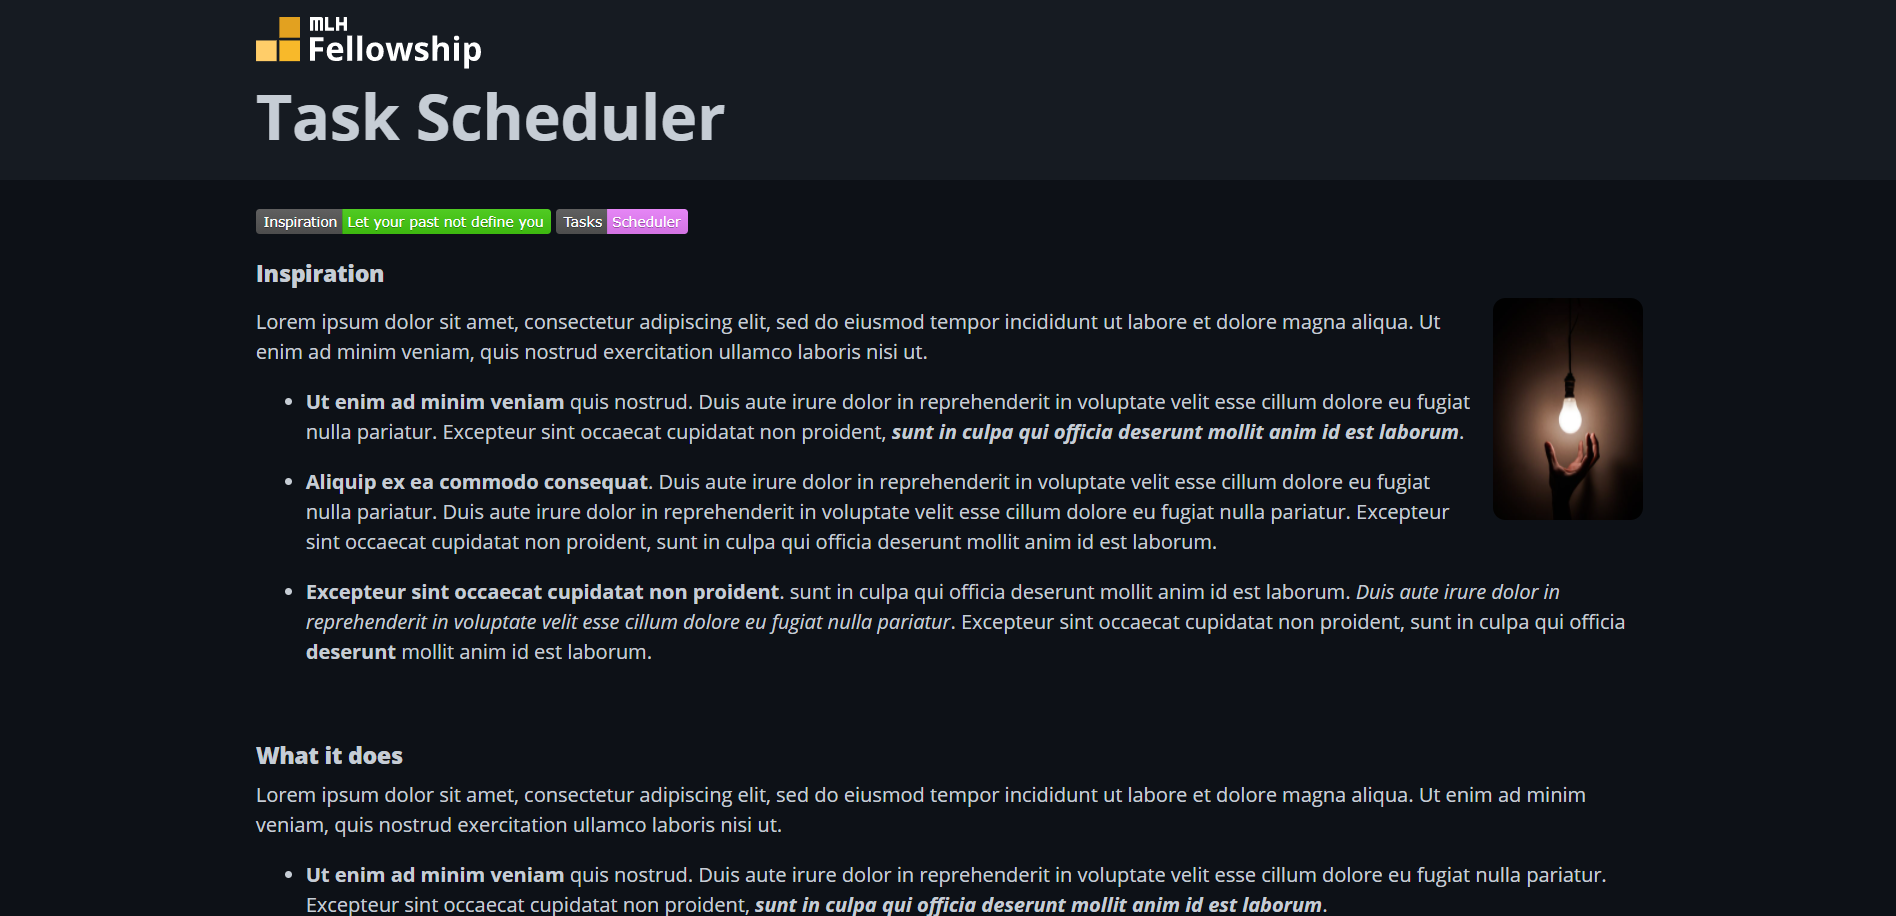 MLH
Fellowship
Task Scheduler
Inspiration Let your past not define you Tasks Scheduler
Inspiration
Lorem ipsum dolor sit amet, consectetur adipiscing elit, sed do eiusmod tempor incididunt ut labore et dolore magna aliqua. Ut
enim ad minim veniam, quis nostrud exercitation ullamco laboris nisi ut.
• Ut enim ad minim veniam quis nostrud. Duis aute irure dolor in reprehenderit in voluptate velit esse cillum dolore eu fugiat
nulla pariatur. Excepteur sint occaecat cupidatat non proident, sunt in culpa qui officia deserunt mollit anim id est laborum.
• Aliquip ex ea commodo consequat. Duis aute irure dolor in reprehenderit in voluptate velit esse cillum dolore eu fugiat
nulla pariatur. Duis aute irure dolor in reprehenderit in voluptate velit esse cillum dolore eu fugiat nulla pariatur. Excepteur
sint occaecat cupidatat non proident, sunt in culpa qui officia deserunt mollit anim id est laborum.
• Excepteur sint occaecat cupidatat non proident. sunt in culpa qui officia deserunt mollit anim id est laborum. Duis aute irure dolor in
reprehenderit in voluptate velit esse cillum dolore eu fugiat nulla pariatur. Excepteur sint occaecat cupidatat non proident, sunt in culpa qui officia
deserunt mollit anim id est laborum.
What it does
Lorem ipsum dolor sit amet, consectetur adipiscing elit, sed do eiusmod tempor incididunt ut labore et dolore magna aliqua. Ut enim ad minim
veniam, quis nostrud exercitation ullamco laboris nisi ut.
• Ut enim ad minim veniam quis nostrud. Duis aute irure dolor in reprehenderit in voluptate velit esse cillum dolore eu fugiat nulla pariatur.
Excepteur sint occaecat cupidatat non proident, sunt in culpa qui officia deserunt mollit anim id est laborum.